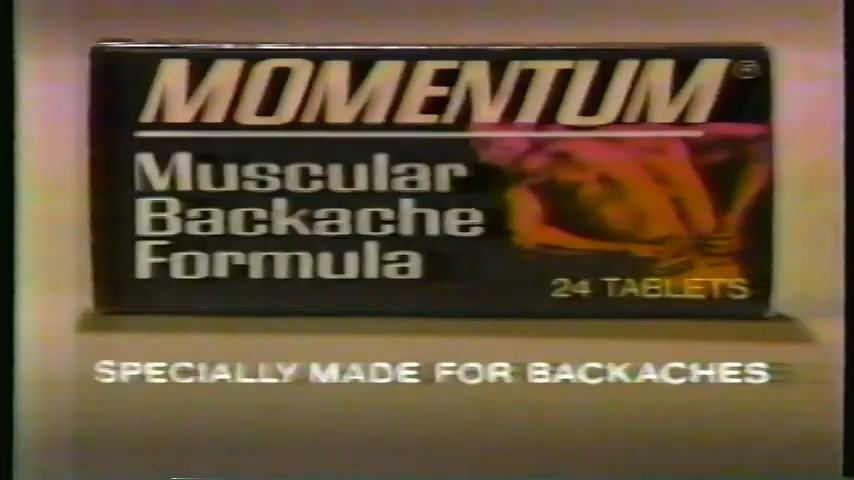 MOMENTUM®
Muscular
Backache
Formula
24 TABLETS
SPECIALLY MADE FOR BACKACHES